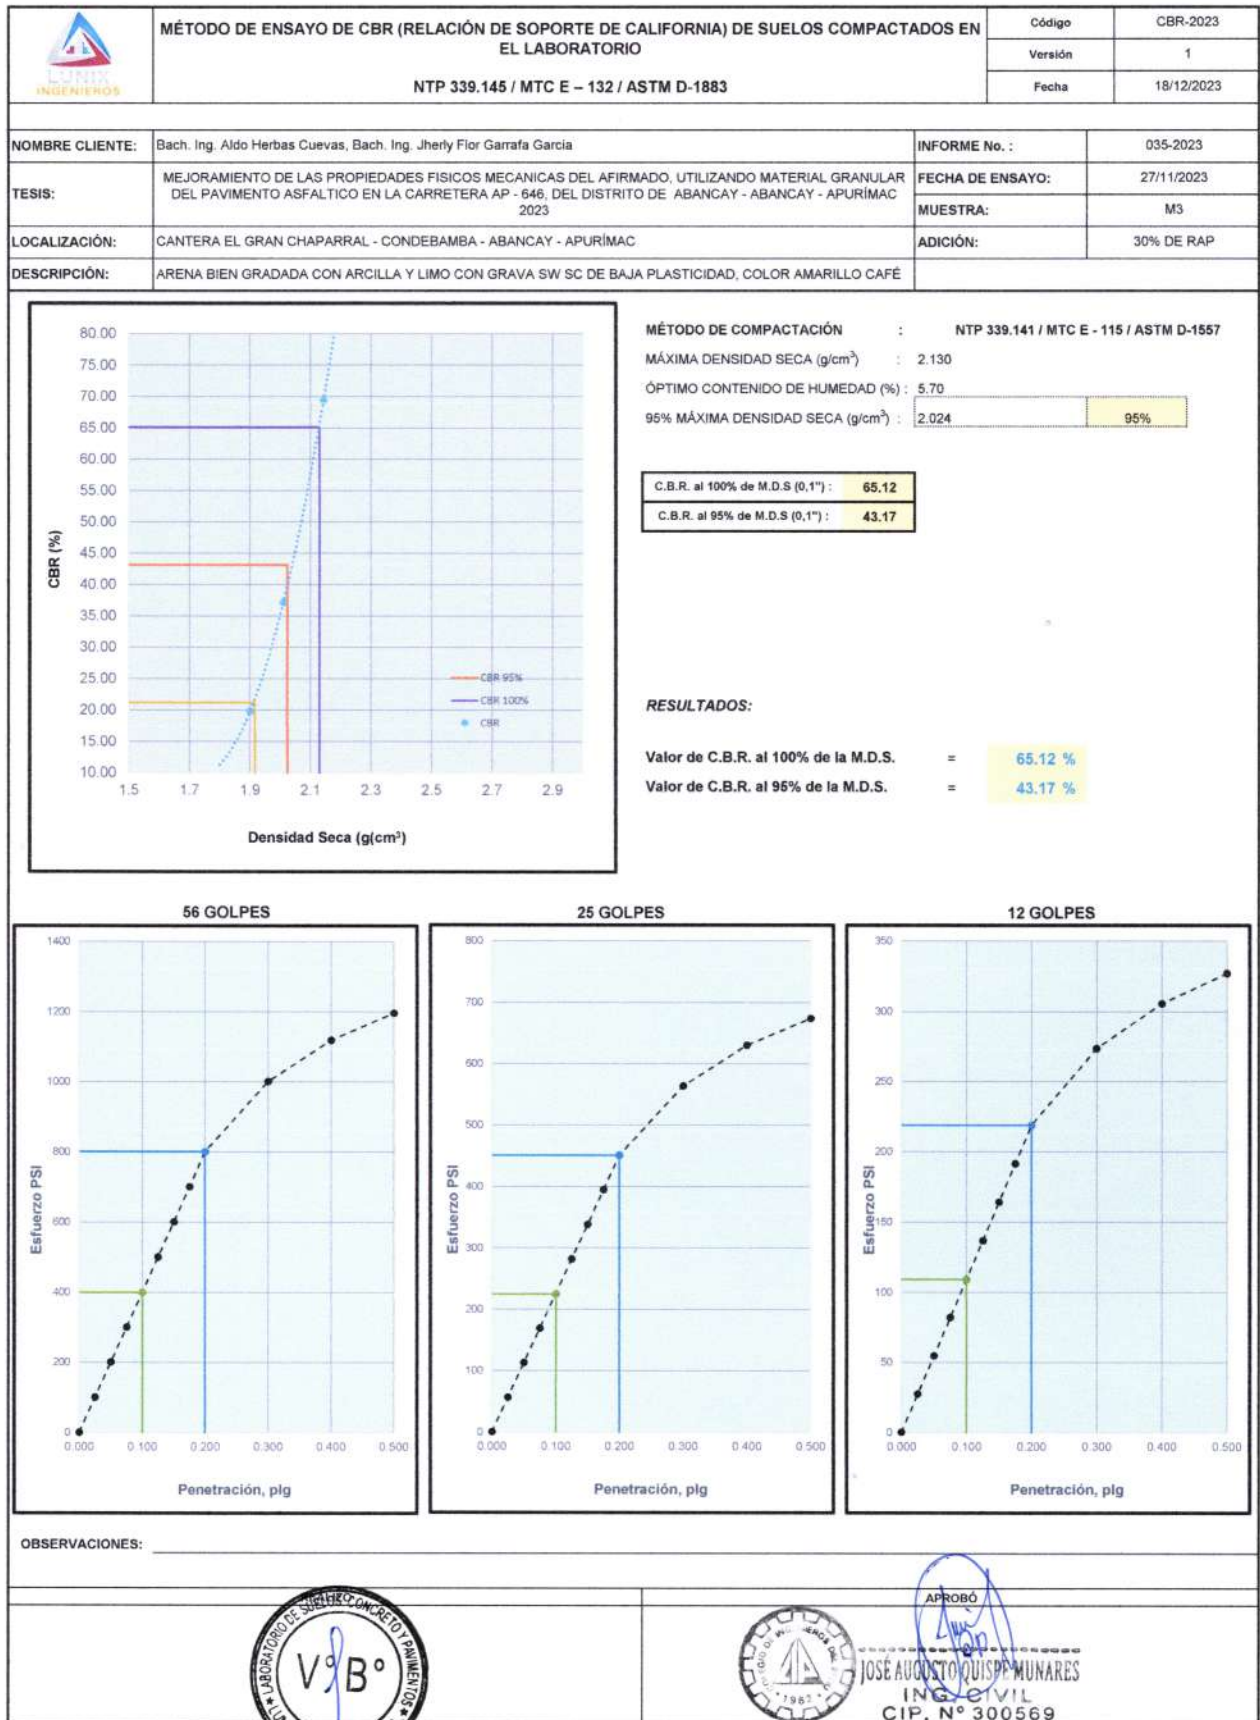 LUNIX
INGENIEROS
MÉTODO DE ENSAYO DE CBR (RELACIÓN DE SOPORTE DE CALIFORNIA) DE SUELOS COMPACTADOS EN
EL LABORATORIO
NTP 339.145 / MTC E – 132 / ASTM D-1883
Código CBR-2023
Versión 1
Fecha 18/12/2023
NOMBRE CLIENTE: Bach. Ing. Aldo Herbas Cuevas, Bach. Ing. Jherly Flor Garrafa Garcia
INFORME No. : 035-2023
TESIS: MEJORAMIENTO DE LAS PROPIEDADES FISICOS MECANICAS DEL AFIRMADO, UTILIZANDO MATERIAL GRANULAR
DEL PAVIMENTO ASFALTICO EN LA CARRETERA AP - 646, DEL DISTRITO DE ABANCAY - ABANCAY - APURÍMAC
2023
FECHA DE ENSAYO: 27/11/2023
MUESTRA: M3
LOCALIZACIÓN: CANTERA EL GRAN CHAPARRAL - CONDEBAMBA - ABANCAY - APURÍMAC
ADICIÓN: 30% DE RAP
DESCRIPCIÓN: ARENA BIEN GRADADA CON ARCILLA Y LIMO CON GRAVA SW SC DE BAJA PLASTICIDAD, COLOR AMARILLO CAFÉ
80.00
75.00
70.00
65.00
60.00
55.00
50.00
45.00
40.00
35.00
30.00
25.00
20.00
15.00
10.00
CBR (%)
CBR 95%
CBR 100%
CBR
1.5 1.7 1.9 2.1 2.3 2.5 2.7 2.9
Densidad Seca (g(cm³)
MÉTODO DE COMPACTACIÓN : NTP 339.141 / MTC E - 115 / ASTM D-1557
MÁXIMA DENSIDAD SECA (g/cm³) : 2.130
ÓPTIMO CONTENIDO DE HUMEDAD (%) : 5.70
95% MÁXIMA DENSIDAD SECA (g/cm³) : 2.024 95%
C.B.R. al 100% de M.D.S (0,1") : 65.12
C.B.R. al 95% de M.D.S (0,1") : 43.17
RESULTADOS:
Valor de C.B.R. al 100% de la M.D.S. = 65.12 %
Valor de C.B.R. al 95% de la M.D.S. = 43.17 %
56 GOLPES
1400
1200
1000
800
600
400
200
0
Esfuerzo PSI
0.000 0.100 0.200 0.300 0.400 0.500
Penetración, plg
25 GOLPES
800
700
600
500
400
300
200
100
0
Esfuerzo PSI
0.000 0.100 0.200 0.300 0.400 0.500
Penetración, plg
12 GOLPES
350
300
250
200
150
100
50
0
Esfuerzo PSI
0.000 0.100 0.200 0.300 0.400 0.500
Penetración, plg
OBSERVACIONES:
LABORATORIO DE SUELOS CONCRETO Y PAVIMENTOS
V°B°
APROBÓ
1962
JOSÉ AUGUSTO QUISPE MUNARES
ING. CIVIL
CIP. Nº 300569